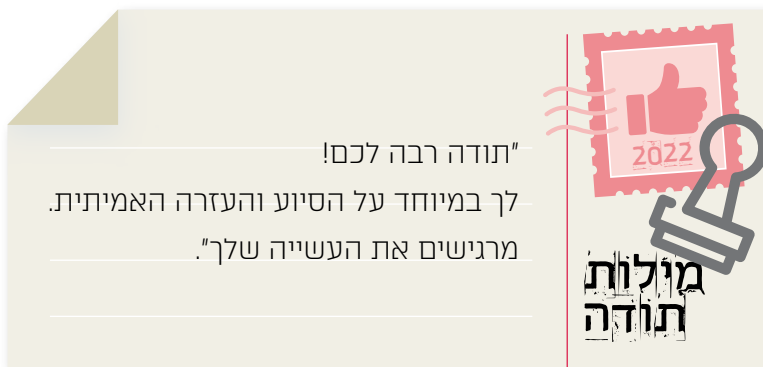 "תודה רבה לכם!
לך במיוחד על הסיוע והעזרה האמיתית.
מרגישים את העשייה שלך".
2022
מילות
תודה